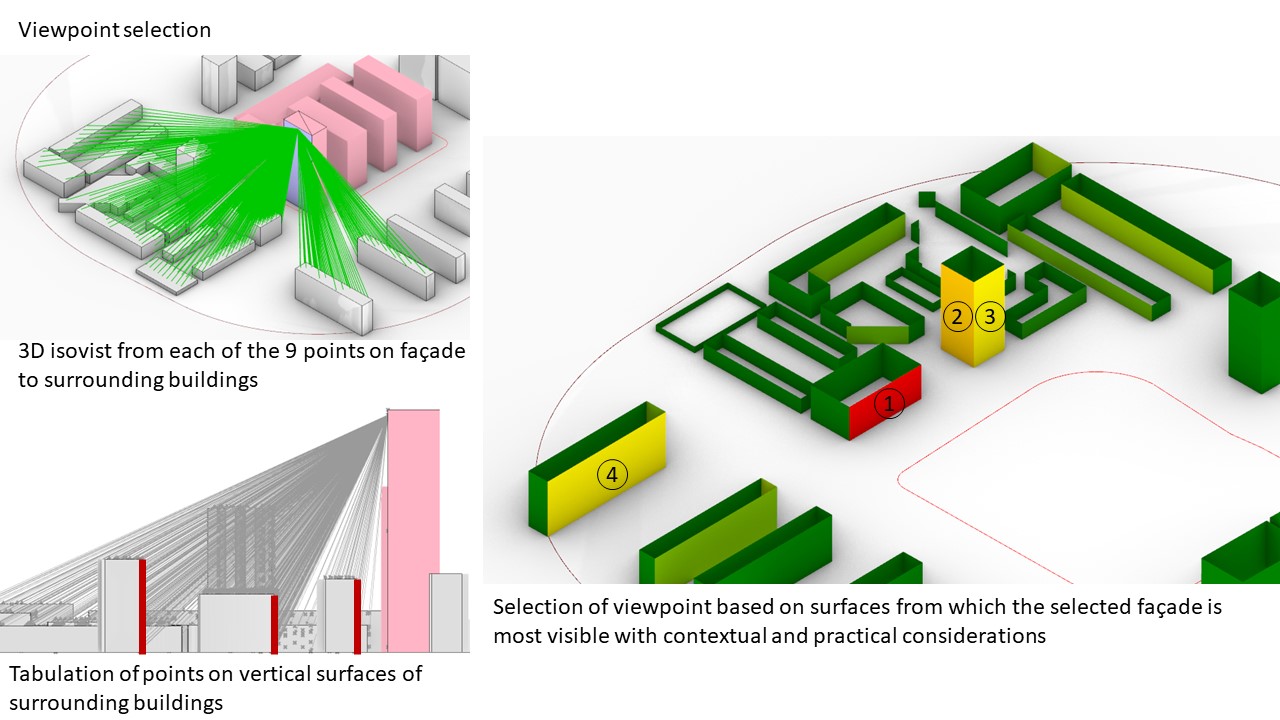 Viewpoint selection
3D isovist from each of the 9 points on façade
to surrounding buildings
2
3
1
4
Selection of viewpoint based on surfaces from which the selected façade is
most visible with contextual and practical considerations
Tabulation of points on vertical surfaces of
surrounding buildings